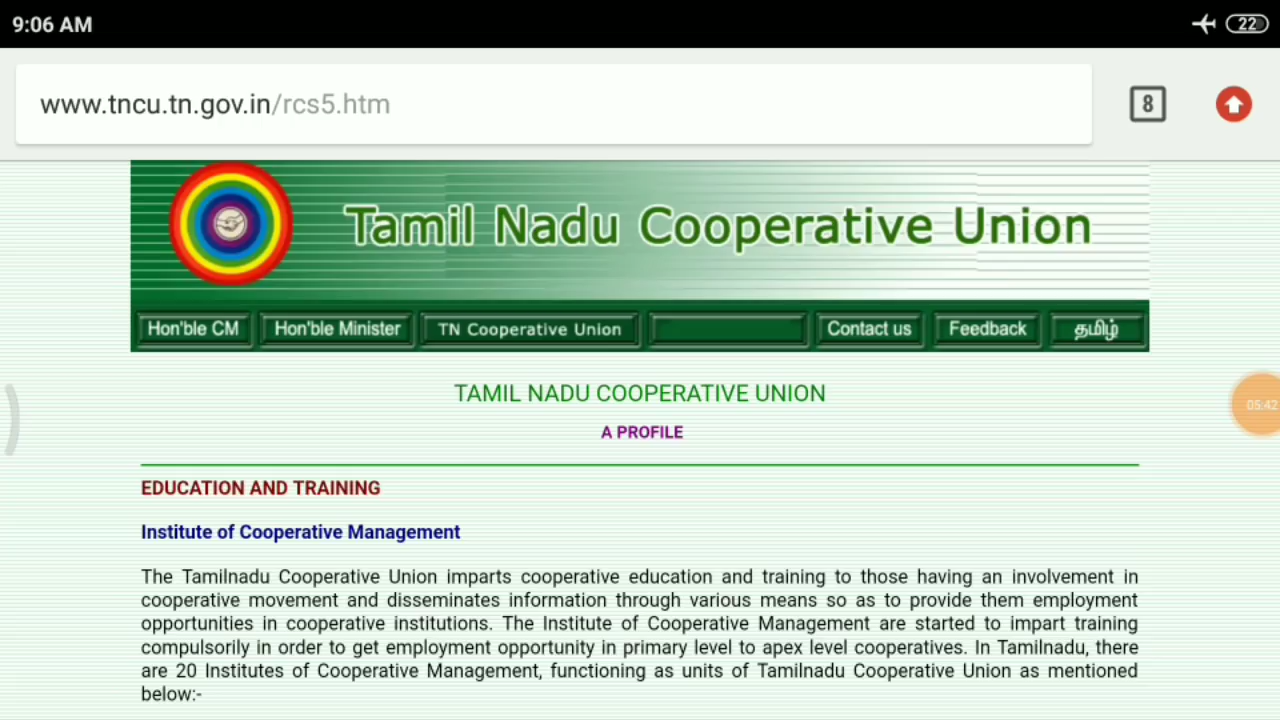 9:06 AM
22
www.tncu.tn.gov.in/rcs5.htm
8
Tamil Nadu Cooperative Union
Hon'ble CM
Hon'ble Minister
TN Cooperative Union
Contact us
Feedback
தமிழ்
TAMIL NADU COOPERATIVE UNION
A PROFILE
05:42
EDUCATION AND TRAINING
Institute of Cooperative Management
The Tamilnadu Cooperative Union imparts cooperative education and training to those having an involvement in
cooperative movement and disseminates information through various means so as to provide them employment
opportunities in cooperative institutions. The Institute of Cooperative Management are started to impart training
compulsorily in order to get employment opportunity in primary level to apex level cooperatives. In Tamilnadu, there
are 20 Institutes of Cooperative Management, functioning as units of Tamilnadu Cooperative Union as mentioned
below:-